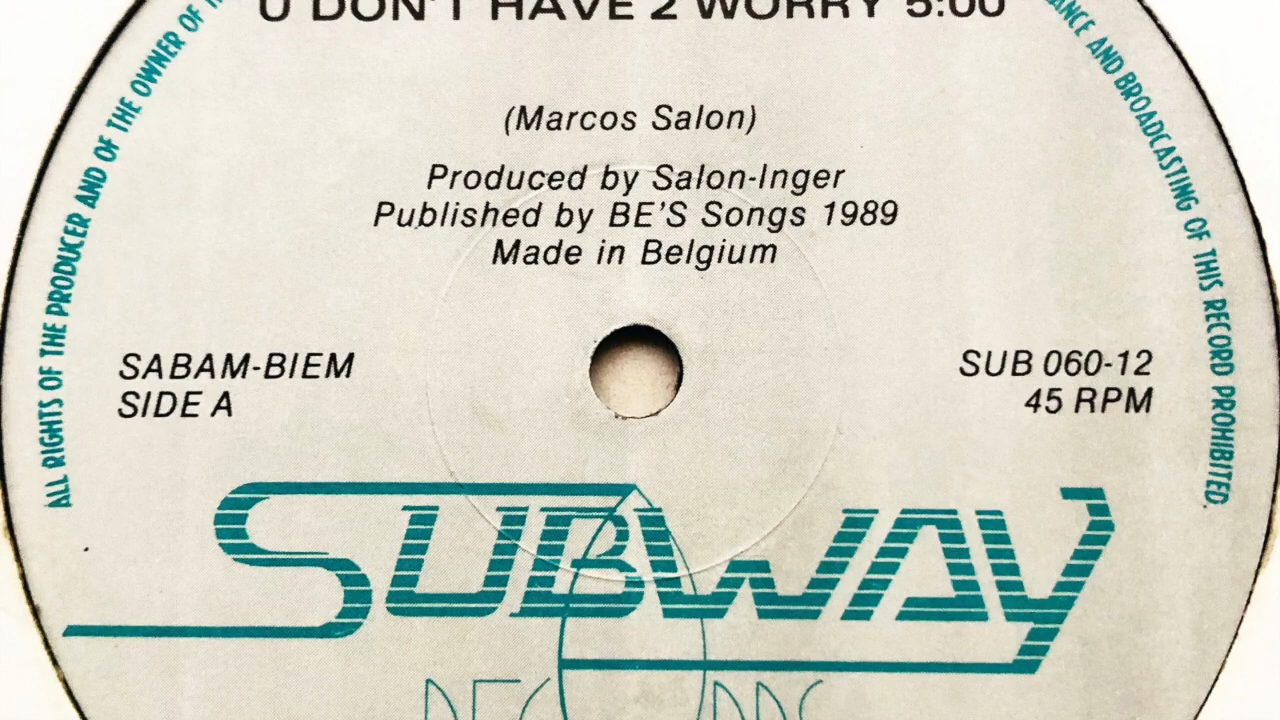 U DON'T HAVE 2 WORRY 5:00
(Marcos Salon)
Produced by Salon-Inger
Published by BE'S Songs 1989
Made in Belgium
SABAM-BIEM
SIDE A
SUB 060-12
45 RPM
ALL RIGHTS OF THE PRODUCER AND OF THE OWNER OF
AND BROADCASTING OF THIS RECORD PROHIBITED.
SUBWAY